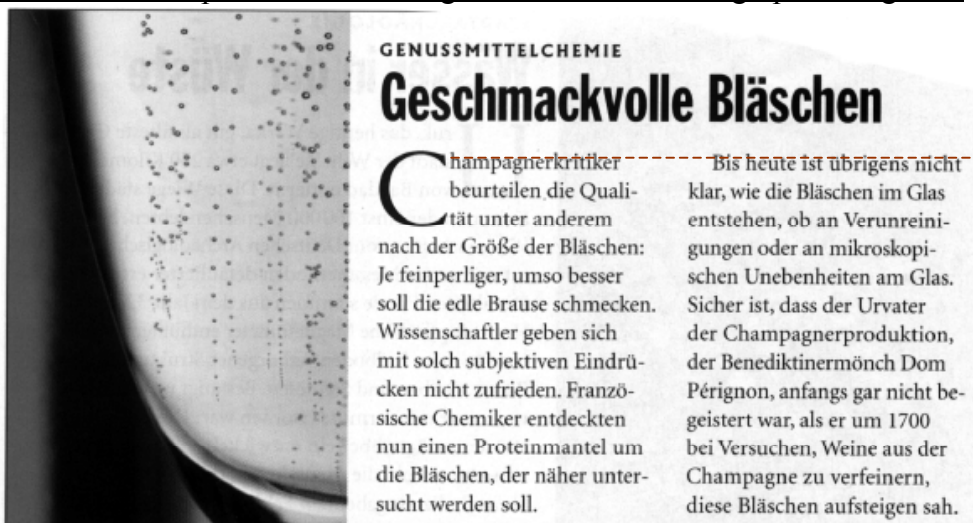 GENUSSMITTELCHEMIE
Geschmackvolle Bläschen
Champagnerkritiker
beurteilen die Quali-
tät unter anderem
nach der Größe der Bläschen:
Je feinperliger, umso besser
soll die edle Brause schmecken.
Wissenschaftler geben sich
mit solch subjektiven Eindrü-
cken nicht zufrieden. Franzö-
sische Chemiker entdeckten
nun einen Proteinmantel um
die Bläschen, der näher unter-
sucht werden soll.
Bis heute ist übrigens nicht
klar, wie die Bläschen im Glas
entstehen, ob an Verunreini-
gungen oder an mikroskopi-
schen Unebenheiten am Glas.
Sicher ist, dass der Urvater
der Champagnerproduktion,
der Benediktinermönch Dom
Pérignon, anfangs gar nicht be-
geistert war, als er um 1700
bei Versuchen, Weine aus der
Champagne zu verfeinern,
diese Bläschen aufsteigen sah.